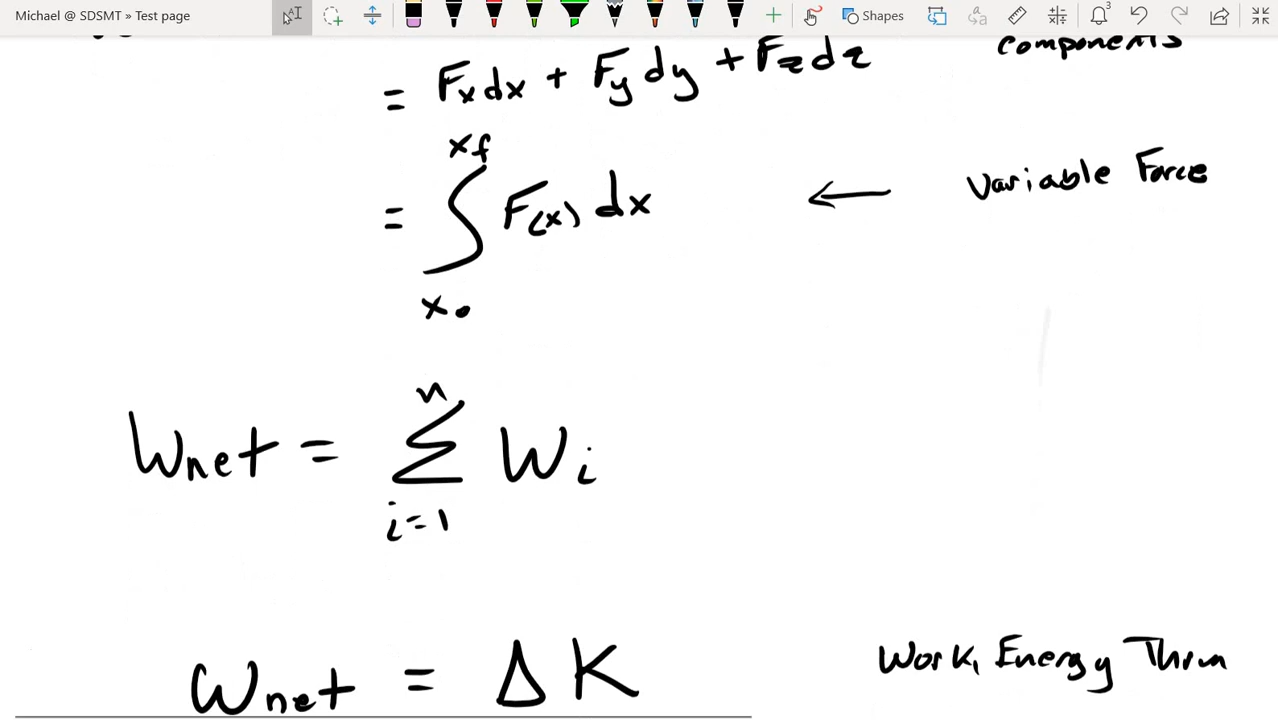 Michael @ SDSMT » Test page
Shapes
3
components
= Fxdx + Fydy + Fzdz
xf
= ∫ F(x) dx ← Variable Force
x0
n
Wnet = Σ Wi
i=1
Wnet = ΔK Work, Energy Thrm